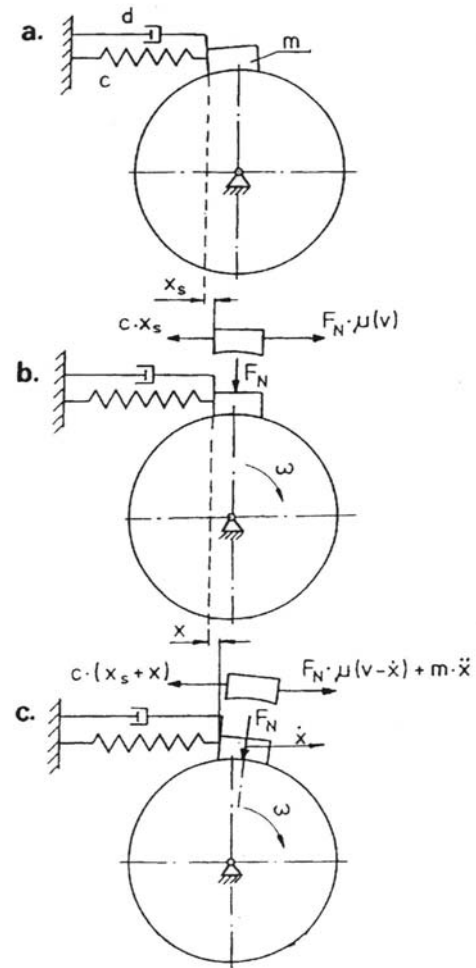 a.
d
m
c
x_s
c·x_s
F_N·μ(v)
b.
F_N
ω
x
c·(x_s+x)
F_N·μ(v-ẋ)+m·ẍ
c.
F_N
ẋ
ω